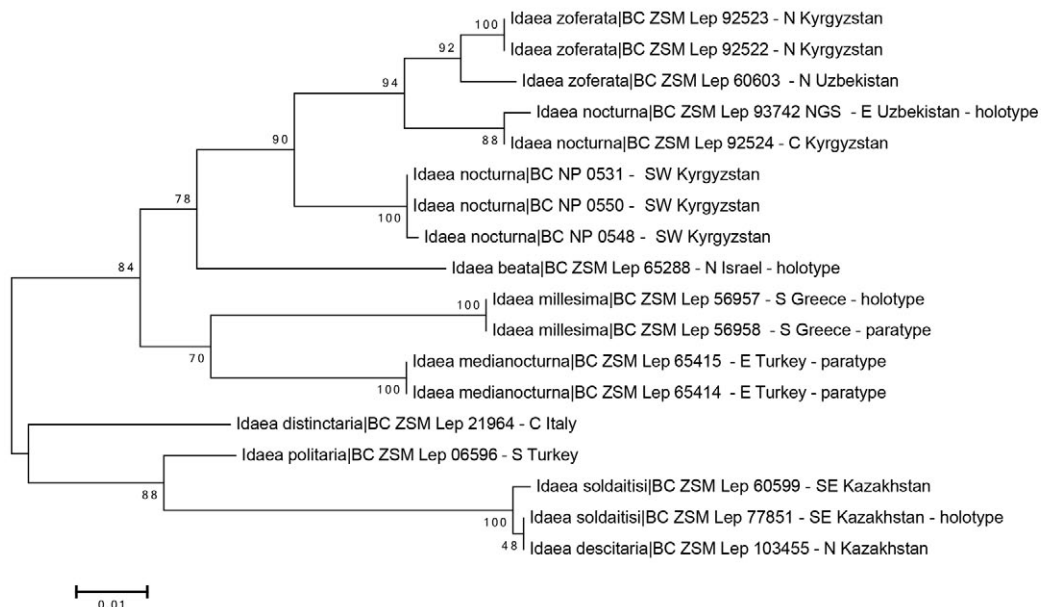 Idaea zoferata|BC ZSM Lep 92523 - N Kyrgyzstan
100
Idaea zoferata|BC ZSM Lep 92522 - N Kyrgyzstan
92
Idaea zoferata|BC ZSM Lep 60603 - N Uzbekistan
94
Idaea nocturna|BC ZSM Lep 93742 NGS - E Uzbekistan - holotype
88
Idaea nocturna|BC ZSM Lep 92524 - C Kyrgyzstan
90
Idaea nocturna|BC NP 0531 - SW Kyrgyzstan
Idaea nocturna|BC NP 0550 - SW Kyrgyzstan
100
Idaea nocturna|BC NP 0548 - SW Kyrgyzstan
78
Idaea beata|BC ZSM Lep 65288 - N Israel - holotype
84
Idaea millesima|BC ZSM Lep 56957 - S Greece - holotype
100
Idaea millesima|BC ZSM Lep 56958 - S Greece - paratype
70
Idaea medianocturna|BC ZSM Lep 65415 - E Turkey - paratype
100
Idaea medianocturna|BC ZSM Lep 65414 - E Turkey - paratype
Idaea distinctaria|BC ZSM Lep 21964 - C Italy
Idaea politaria|BC ZSM Lep 06596 - S Turkey
88
Idaea soldaitisi|BC ZSM Lep 60599 - SE Kazakhstan
100
Idaea soldaitisi|BC ZSM Lep 77851 - SE Kazakhstan - holotype
48
Idaea descitaria|BC ZSM Lep 103455 - N Kazakhstan
0.01